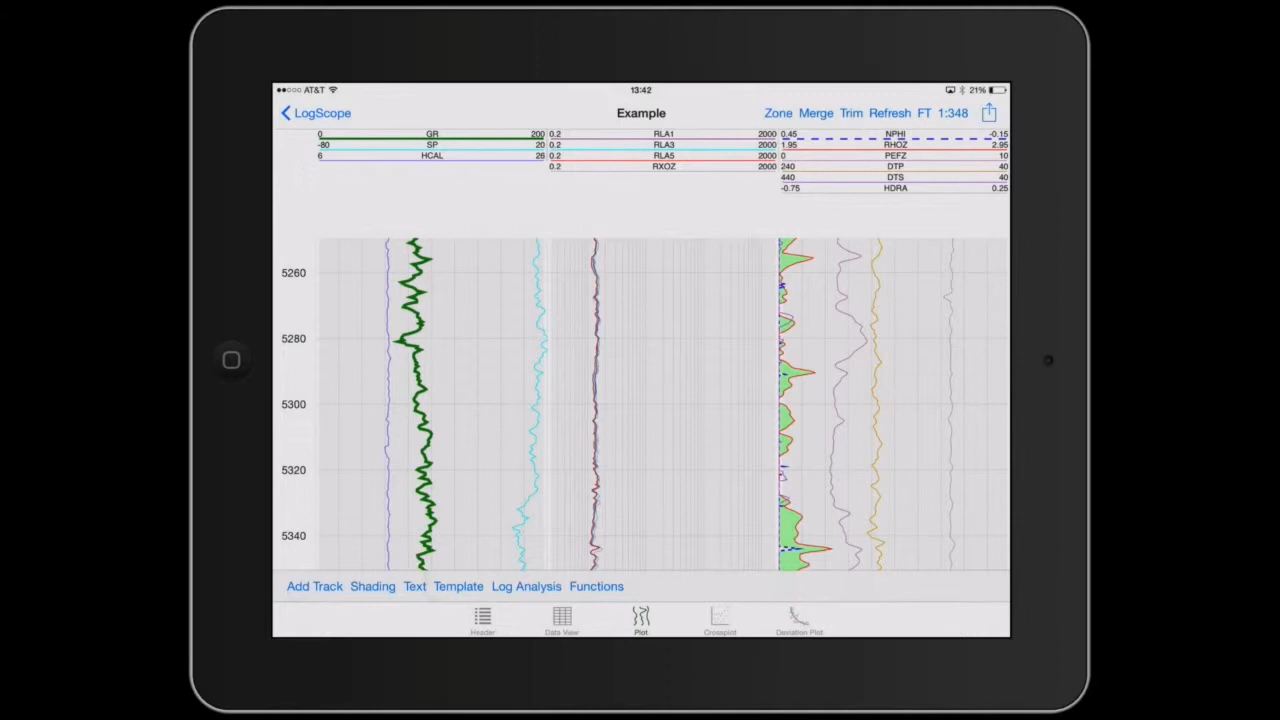 AT&T 13:42 21%
LogScope Example Zone Merge Trim Refresh FT 1:348
0 GR 200 0.2 RLA1 2000 0.45 NPHI -0.15
-80 SP 20 0.2 RLA3 2000 1.95 RHOZ 2.95
6 HCAL 26 0.2 RLA5 2000 0 PEFZ 10
0.2 RXOZ 2000 240 DTP 40
440 DTS 40
-0.75 HDRA 0.25
5260
5280
5300
5320
5340
Add Track Shading Text Template Log Analysis Functions
Header Data View Plot Crossplot Deviation Plot